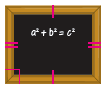 a² + b² = c²